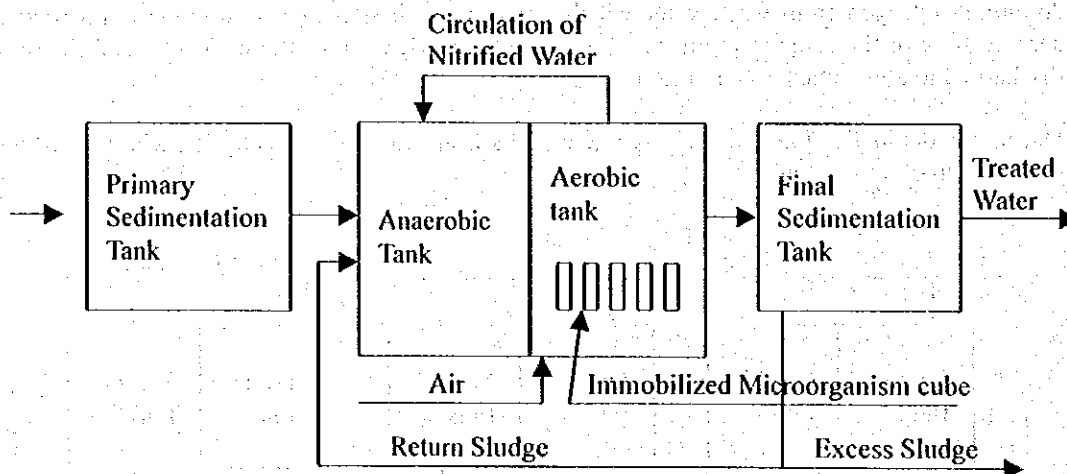 Circulation of
Nitrified Water
Primary
Sedimentation
Tank
Anaerobic
Tank
Aerobic
tank
Final
Sedimentation
Tank
Treated
Water
Air
Immobilized Microorganism cube
Return Sludge
Excess Sludge